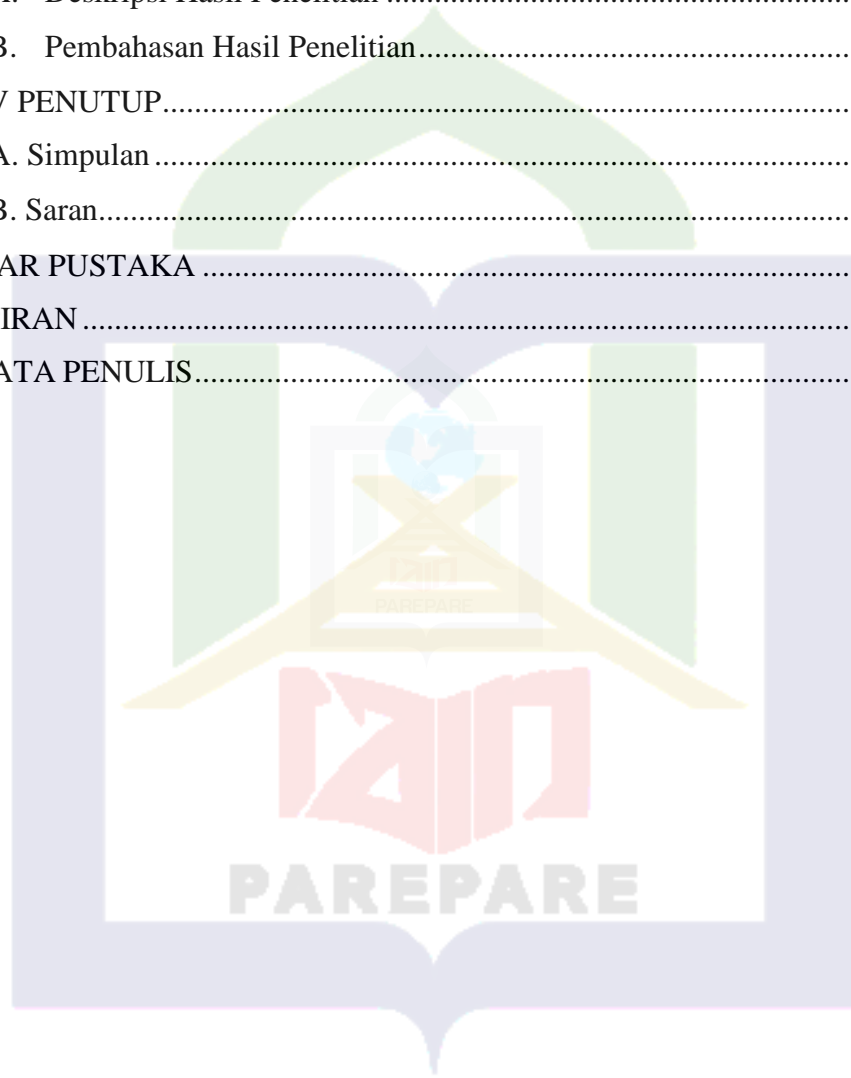 Deskripsi Hasil Penelitian ........................................................................
B. Pembahasan Hasil Penelitian........................................................................
V PENUTUP........................................................................
A. Simpulan ........................................................................
B. Saran........................................................................
AR PUSTAKA ........................................................................
IRAN ........................................................................
ATA PENULIS........................................................................
PAREPARE
PAREPARE